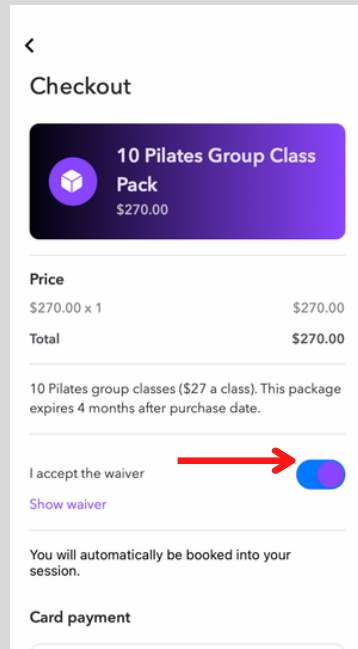 Checkout
10 Pilates Group Class
Pack
$270.00
Price
$270.00 x 1 $270.00
Total $270.00
10 Pilates group classes ($27 a class). This package
expires 4 months after purchase date.
I accept the waiver
Show waiver
You will automatically be booked into your
session.
Card payment